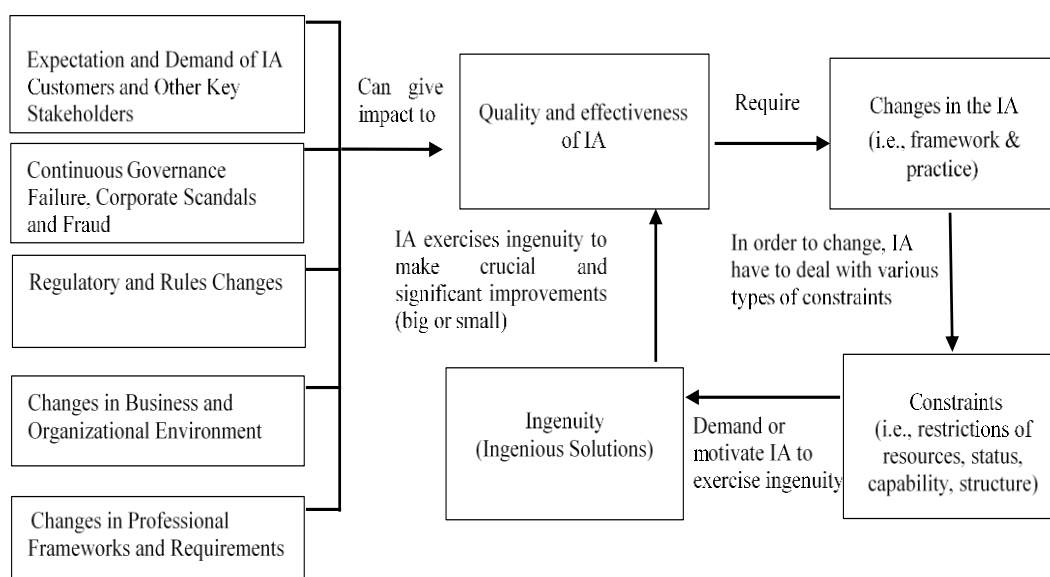 Expectation and Demand of IA
Customers and Other Key
Stakeholders
Continuous Governance
Failure, Corporate Scandals
and Fraud
Regulatory and Rules Changes
Changes in Business and
Organizational Environment
Changes in Professional
Frameworks and Requirements
Can give
impact to
Quality and effectiveness
of IA
Require
Changes in the IA
(i.e., framework &
practice)
IA exercises ingenuity to
make crucial and
significant improvements
(big or small)
In order to change, IA
have to deal with various
types of constraints
Ingenuity
(Ingenious Solutions)
Demand or
motivate IA to
exercise ingenuity
Constraints
(i.e., restrictions of
resources, status,
capability, structure)